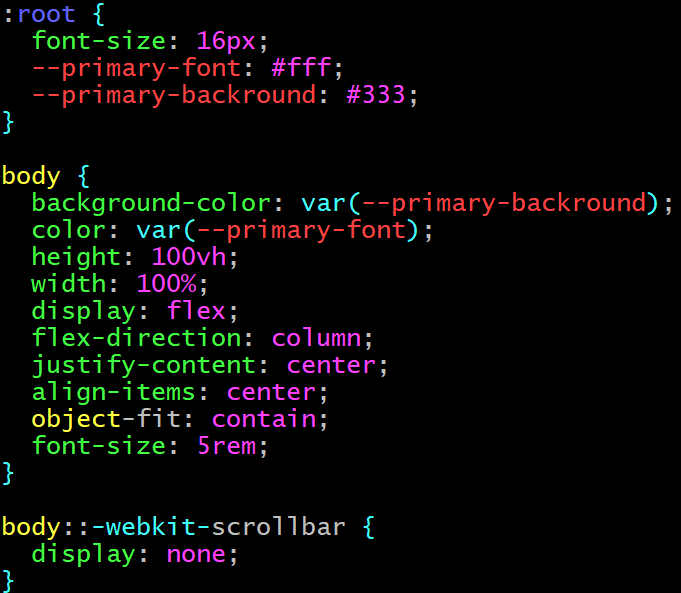 :root {
  font-size: 16px;
  --primary-font: #fff;
  --primary-backround: #333;
}

body {
  background-color: var(--primary-backround);
  color: var(--primary-font);
  height: 100vh;
  width: 100%;
  display: flex;
  flex-direction: column;
  justify-content: center;
  align-items: center;
  object-fit: contain;
  font-size: 5rem;
}

body::-webkit-scrollbar {
  display: none;
}